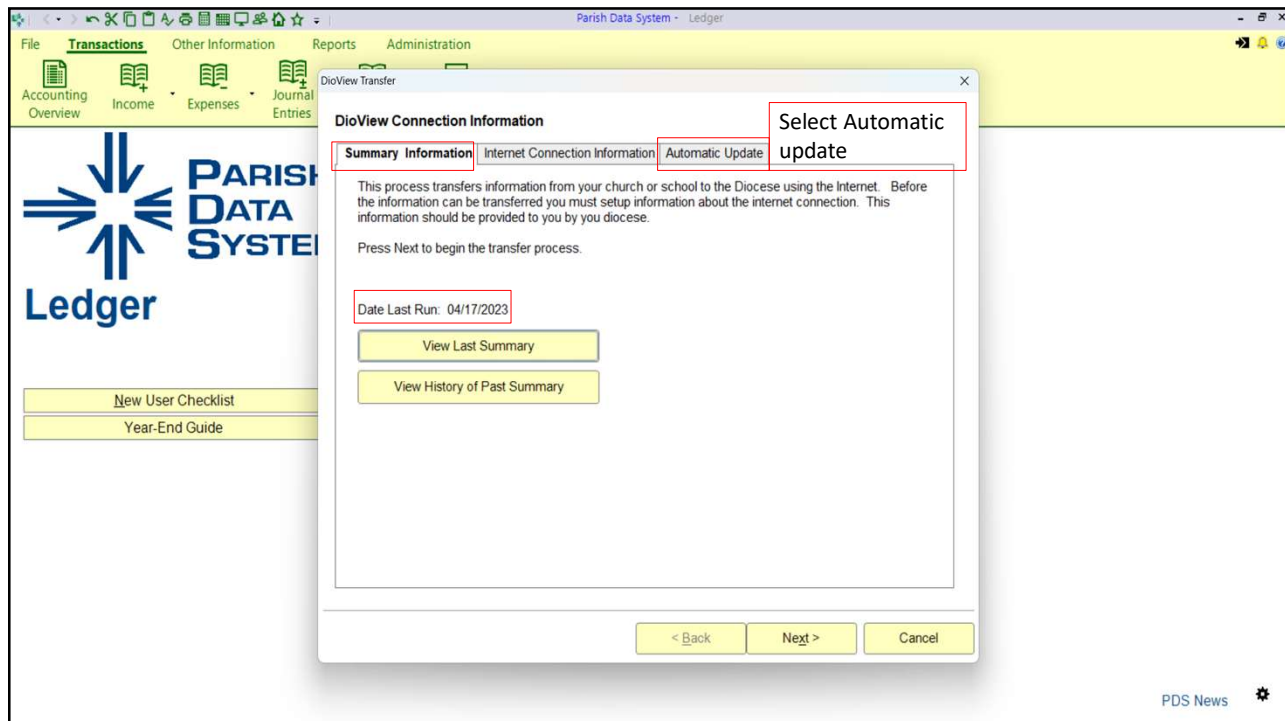 Parish Data System - Ledger
File Transactions Other Information Reports Administration
Accounting Overview
Income
Expenses
Journal Entries
PARISH
DATA
SYSTE
Ledger
New User Checklist
Year-End Guide
DioView Transfer
DioView Connection Information
Select Automatic
update
Summary Information Internet Connection Information Automatic Update
This process transfers information from your church or school to the Diocese using the Internet. Before
the information can be transferred you must setup information about the internet connection. This
information should be provided to you by you diocese.
Press Next to begin the transfer process.
Date Last Run: 04/17/2023
View Last Summary
View History of Past Summary
< Back Next > Cancel
PDS News